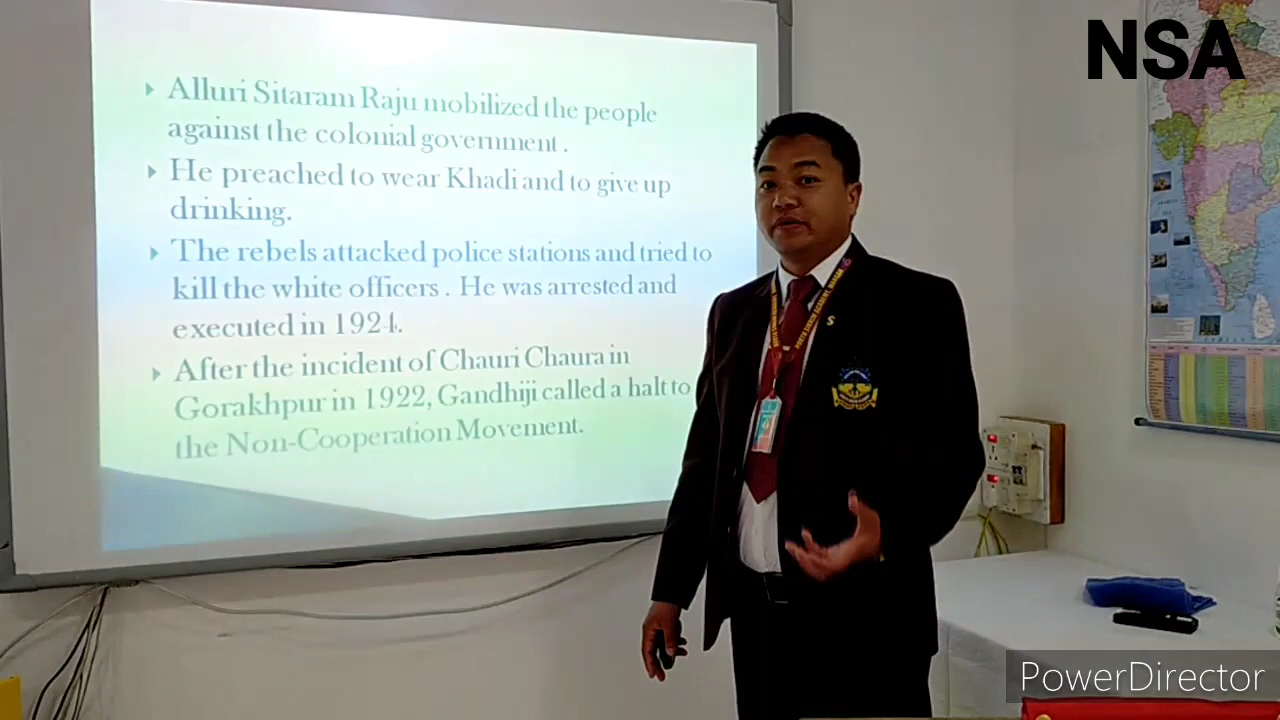 NSA
Alluri Sitaram Raju mobilized the people
against the colonial government .
He preached to wear Khadi and to give up
drinking.
The rebels attacked police stations and tried to
kill the white officers . He was arrested and
executed in 1924.
After the incident of Chauri Chaura in
Gorakhpur in 1922, Gandhiji called a halt to
the Non-Cooperation Movement.
PowerDirector